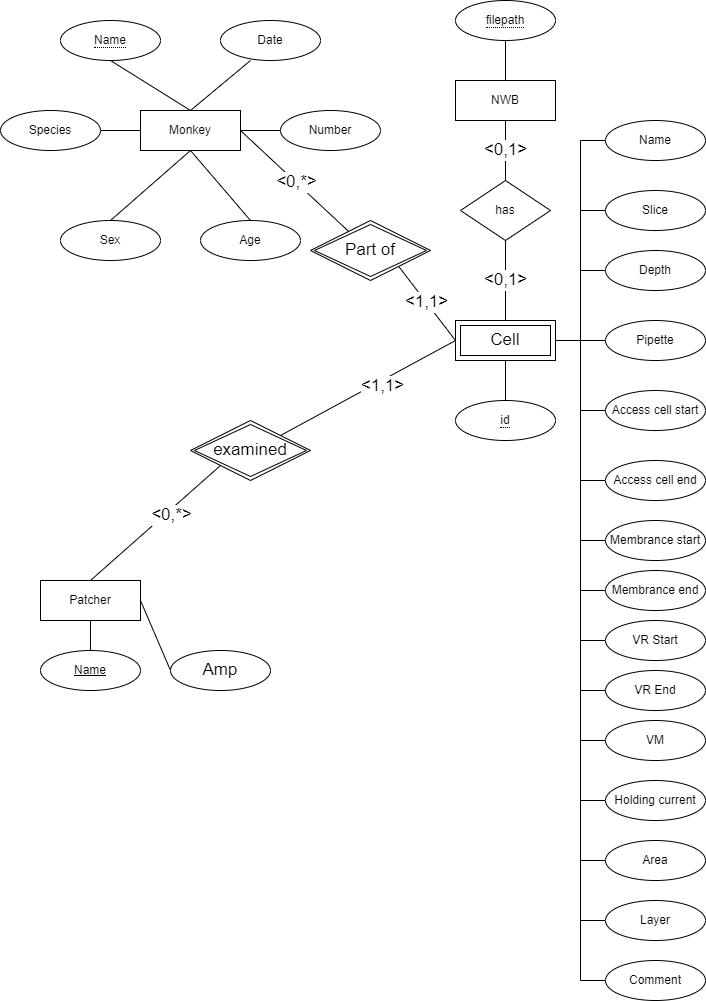 filepath
Name
Date
NWB
Species
Monkey
Number
<0,1>
Name
<0,*>
has
Slice
Sex
Age
Part of
Depth
<0,1>
<1,1>
Cell
Pipette
<1,1>
id
Access cell start
examined
Access cell end
<0,*>
Membrance start
Patcher
Membrance end
VR Start
Name
Amp
VR End
VM
Holding current
Area
Layer
Comment